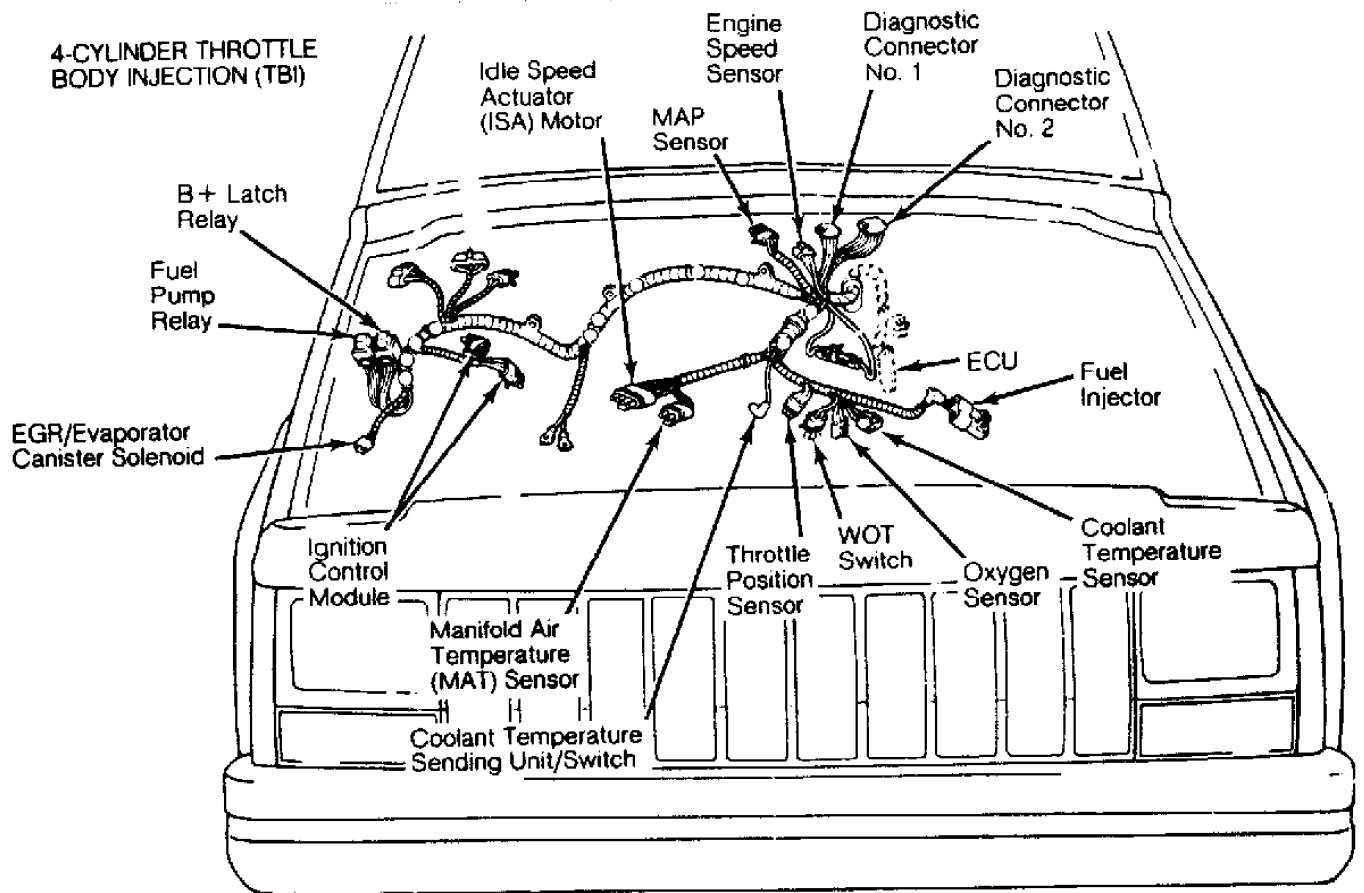 4-CYLINDER THROTTLE
BODY INJECTION (TBI)
Idle Speed
Actuator
(ISA) Motor
MAP
Sensor
Engine
Speed
Sensor
Diagnostic
Connector
No. 1
Diagnostic
Connector
No. 2
B+ Latch
Relay
Fuel
Pump
Relay
EGR/Evaporator
Canister Solenoid
ECU
Fuel
Injector
Ignition
Control
Module
Manifold Air
Temperature
(MAT) Sensor
Coolant Temperature
Sending Unit/Switch
Throttle
Position
Sensor
WOT
Switch
Oxygen
Sensor
Coolant
Temperature
Sensor